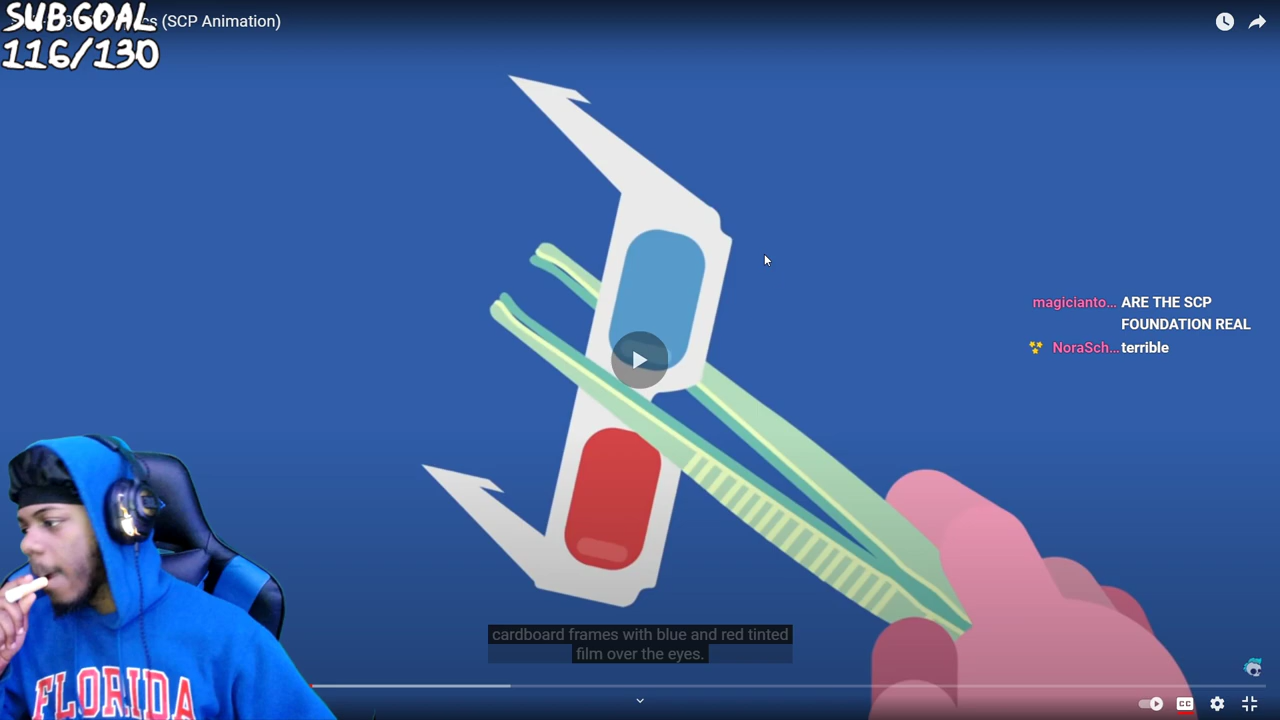 SUBGOAL
(SCP Animation)
116/130
magicianto... ARE THE SCP
FOUNDATION REAL
NoraSch... terrible
cardboard frames with blue and red tinted
film over the eyes.
CC
FLORIDA